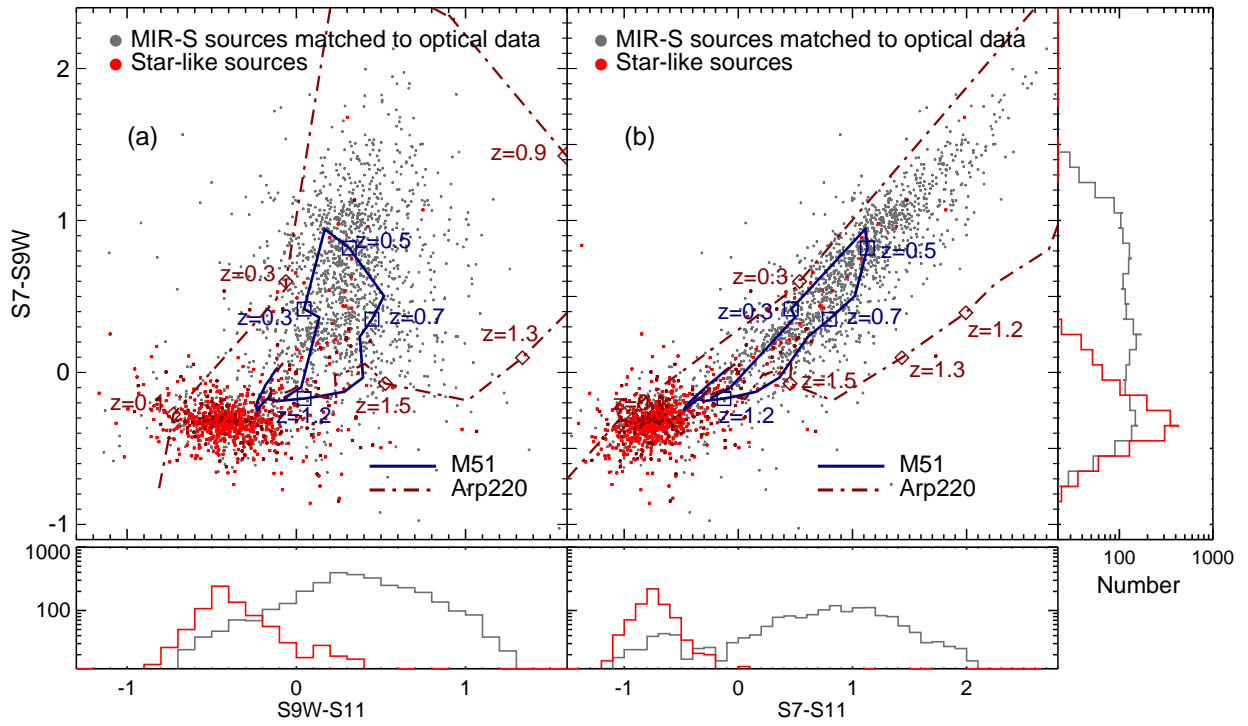 MIR-S sources matched to optical data
Star-like sources
(a)
z=0.9
z=0.5
z=0.3
z=0.3
z=0.7
z=1.3
z=0.1
z=1.5
z=1.2
M51
Arp220
S7-S9W
2
1
0
-1
MIR-S sources matched to optical data
Star-like sources
(b)
z=0.5
z=0.3
z=0.3
z=0.7
z=1.2
z=1.3
z=1.5
z=1.2
M51
Arp220
100
1000
Number
1000
100
-1
0
1
S9W-S11
-1
0
1
2
S7-S11